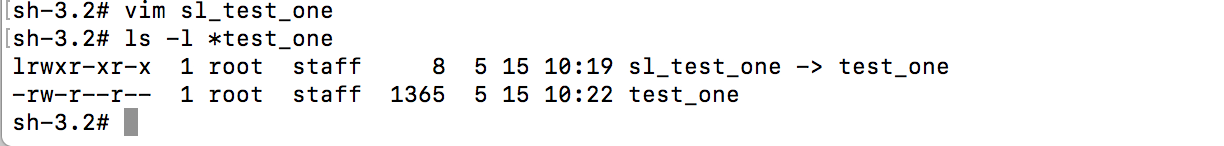 [sh-3.2# vim sl_test_one
[sh-3.2# ls -l *test_one
lrwxr-xr-x  1 root  staff     8  5 15 10:19 sl_test_one -> test_one
-rw-r--r--  1 root  staff  1365  5 15 10:22 test_one
sh-3.2#